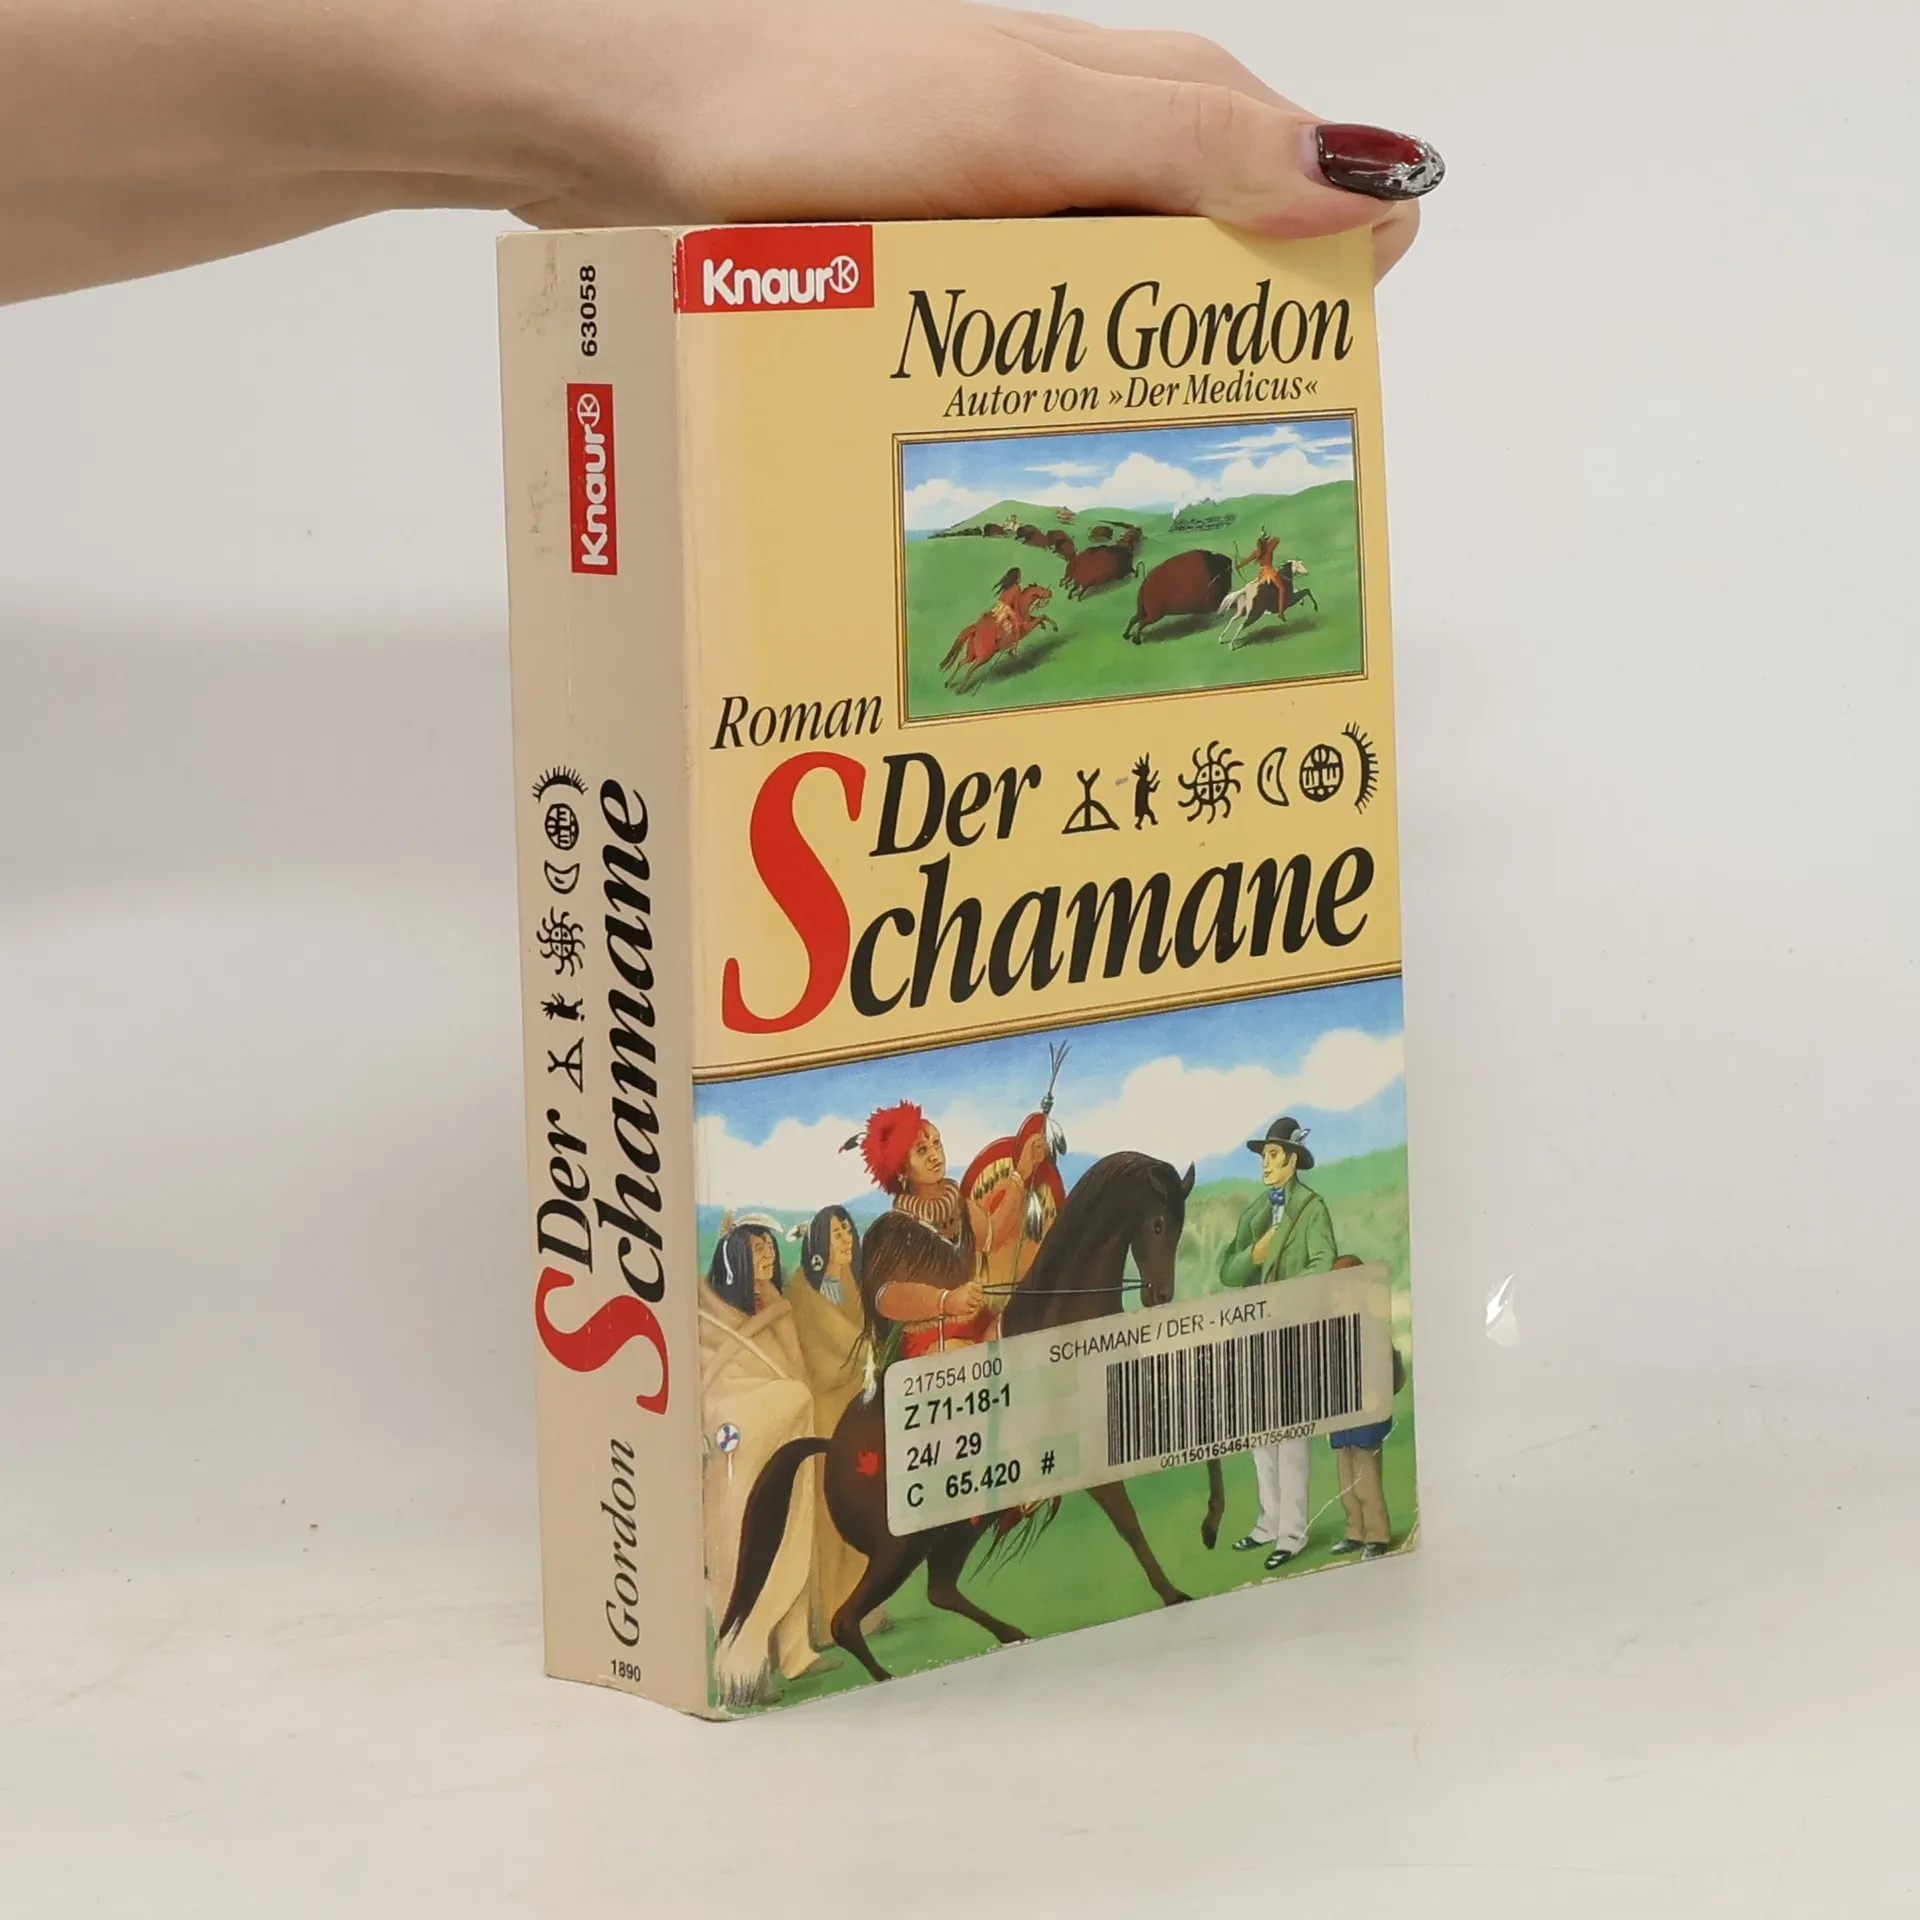 63058
Knaur
Der
Schamane
Gordon
1890
Knaur
Noah Gordon
Autor von »Der Medicus«
Roman
Der
Schamane
SCHAMANE / DER - KART.
217554 000
Z 71-18-1
24/ 29
C 65.420 #
0011501654642175540007